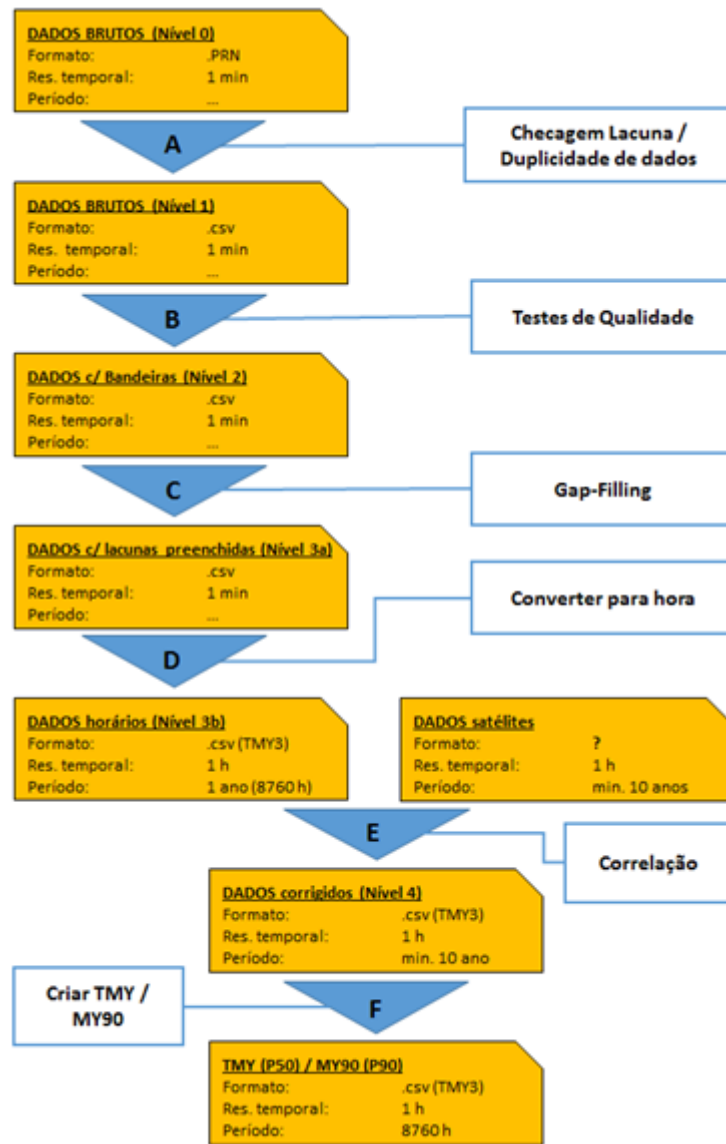 DADOS BRUTOS (Nível 0)
Formato: .PRN
Res. temporal: 1 min
Período: ...
A
Checagem Lacuna /
Duplicidade de dados
DADOS BRUTOS (Nível 1)
Formato: .csv
Res. temporal: 1 min
Período: ...
B
Testes de Qualidade
DADOS c/ Bandeiras (Nível 2)
Formato: .csv
Res. temporal: 1 min
Período: ...
C
Gap-Filling
DADOS c/ lacunas preenchidas (Nível 3a)
Formato: .csv
Res. temporal: 1 min
Período: ...
Converter para hora
D
DADOS horários (Nível 3b)
Formato: .csv (TMY3)
Res. temporal: 1 h
Período: 1 ano (8760 h)
DADOS satélites
Formato: ?
Res. temporal: 1 h
Período: min. 10 anos
E
Correlação
DADOS corrigidos (Nível 4)
Formato: .csv (TMY3)
Res. temporal: 1 h
Período: min. 10 ano
Criar TMY /
MY90
F
TMY (P50) / MY90 (P90)
Formato: .csv (TMY3)
Res. temporal: 1 h
Período: 8760 h